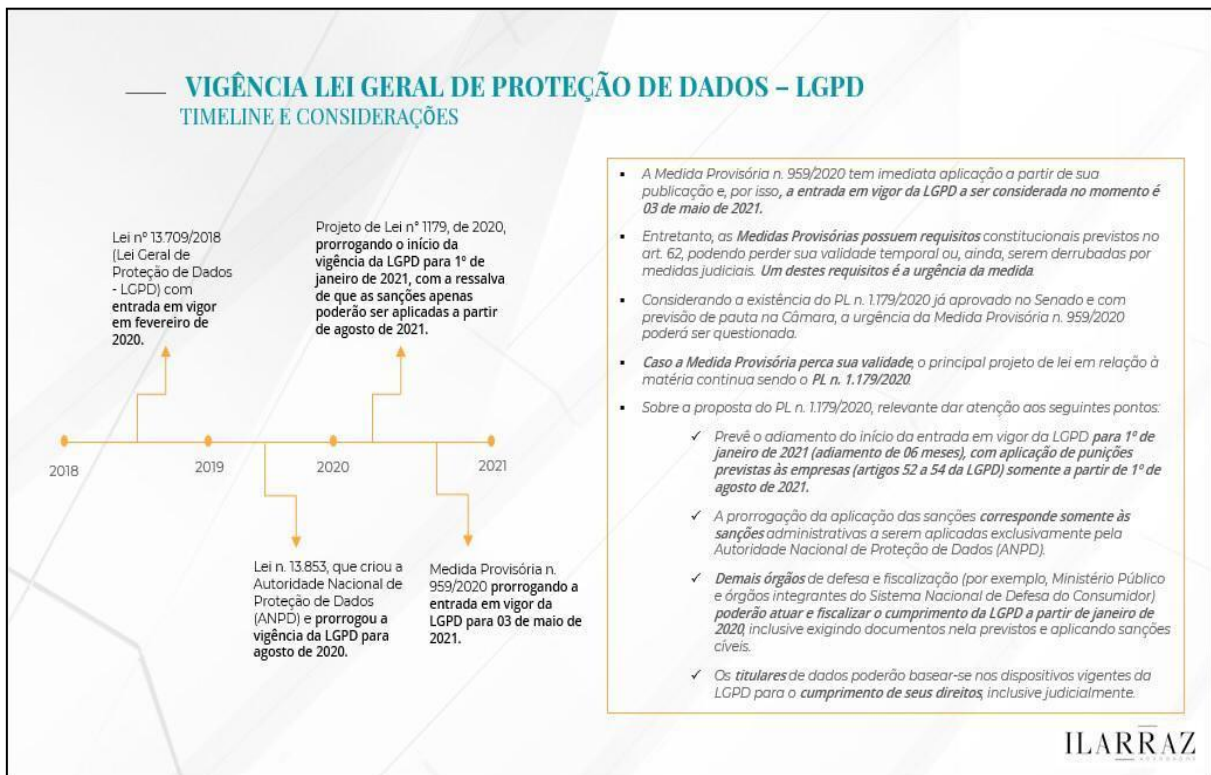 VIGÊNCIA LEI GERAL DE PROTEÇÃO DE DADOS – LGPD
TIMELINE E CONSIDERAÇÕES
Lei nº 13.709/2018
(Lei Geral de
Proteção de Dados
- LGPD) com
entrada em vigor
em fevereiro de
2020.
Projeto de Lei n° 1179, de 2020,
prorrogando o início da
vigência da LGPD para 1º de
janeiro de 2021, com a ressalva
de que as sanções apenas
poderão ser aplicadas a partir
de agosto de 2021.
2018
2019
2020
2021
Lei n. 13.853, que criou a
Autoridade Nacional de
Proteção de Dados
(ANPD) e prorrogou a
vigência da LGPD para
agosto de 2020.
Medida Provisória n.
959/2020 prorrogando a
entrada em vigor da
LGPD para 03 de maio de
2021.
▪ A Medida Provisória n. 959/2020 tem imediata aplicação a partir de sua
publicação e, por isso, a entrada em vigor da LGPD a ser considerada no momento é
03 de maio de 2021.
▪ Entretanto, as Medidas Provisórias possuem requisitos constitucionais previstos no
art. 62, podendo perder sua validade temporal ou, ainda, serem derrubadas por
medidas judiciais. Um destes requisitos é a urgência da medida.
▪ Considerando a existência do PL n. 1.179/2020 já aprovado no Senado e com
previsão de pauta na Câmara, a urgência da Medida Provisória n. 959/2020
poderá ser questionada.
▪ Caso a Medida Provisória perca sua validade, o principal projeto de lei em relação à
matéria continua sendo o PL n. 1.179/2020.
▪ Sobre a proposta do PL n. 1.179/2020, relevante dar atenção aos seguintes pontos:
✓ Prevê o adiamento do início da entrada em vigor da LGPD para 1º de
janeiro de 2021 (adiamento de 06 meses), com aplicação de punições
previstas às empresas (artigos 52 a 54 da LGPD) somente a partir de 1º de
agosto de 2021.
✓ A prorrogação da aplicação das sanções corresponde somente às
sanções administrativas a serem aplicadas exclusivamente pela
Autoridade Nacional de Proteção de Dados (ANPD).
✓ Demais órgãos de defesa e fiscalização (por exemplo, Ministério Público
e órgãos integrantes do Sistema Nacional de Defesa do Consumidor)
poderão atuar e fiscalizar o cumprimento da LGPD a partir de janeiro de
2020, inclusive exigindo documentos nela previstos e aplicando sanções
cíveis.
✓ Os titulares de dados poderão basear-se nos dispositivos vigentes da
LGPD para o cumprimento de seus direitos, inclusive judicialmente.
ILARRAZ
ADVOGADOS